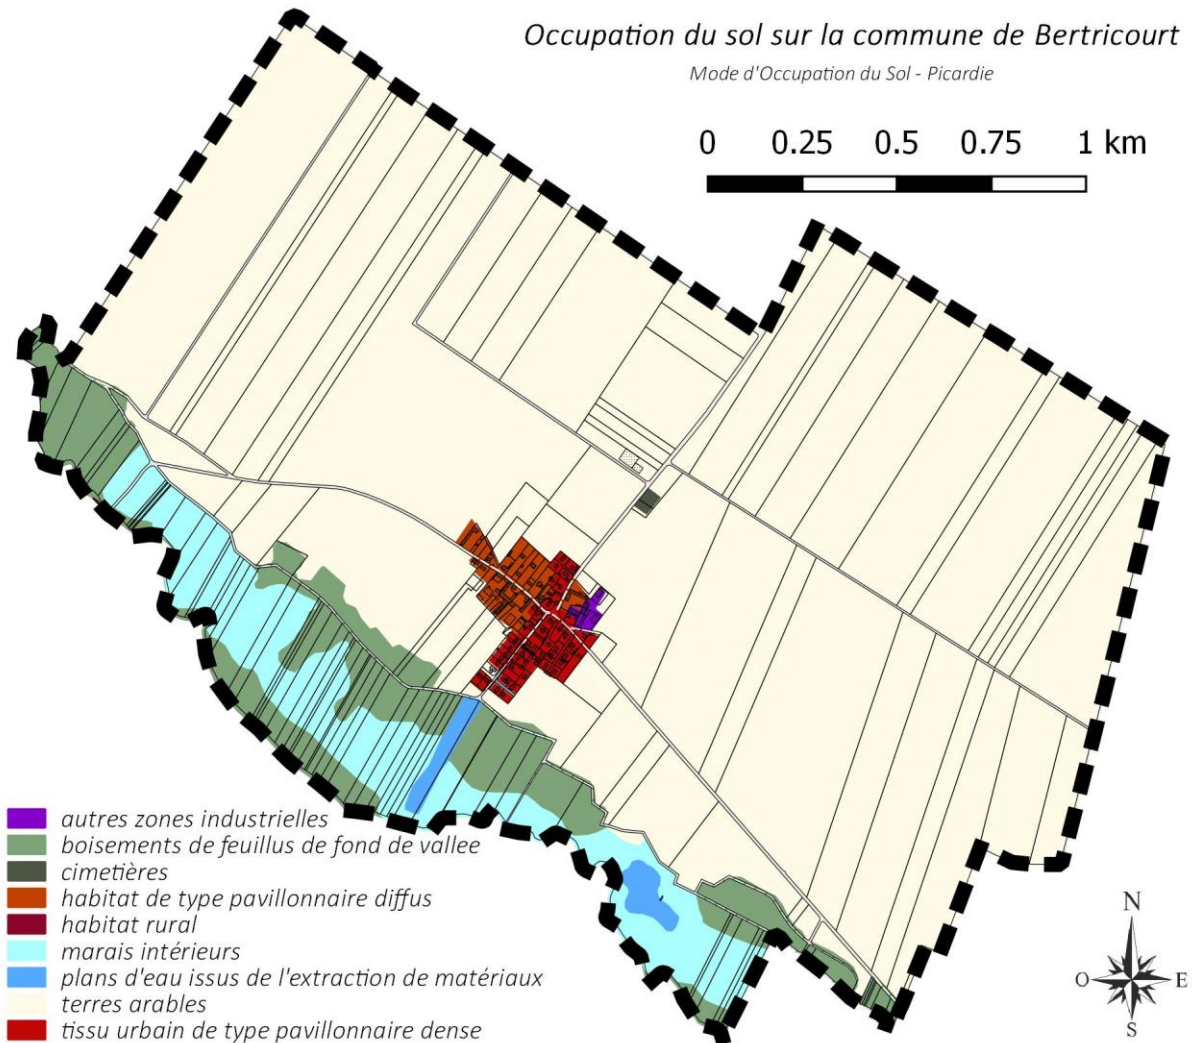 Occupation du sol sur la commune de Bertricourt
Mode d'Occupation du Sol - Picardie
0 0.25 0.5 0.75 1 km
autres zones industrielles
boisements de feuillus de fond de vallee
cimetières
habitat de type pavillonnaire diffus
habitat rural
marais intérieurs
plans d'eau issus de l'extraction de matériaux
terres arables
tissu urbain de type pavillonnaire dense
N
O E
S